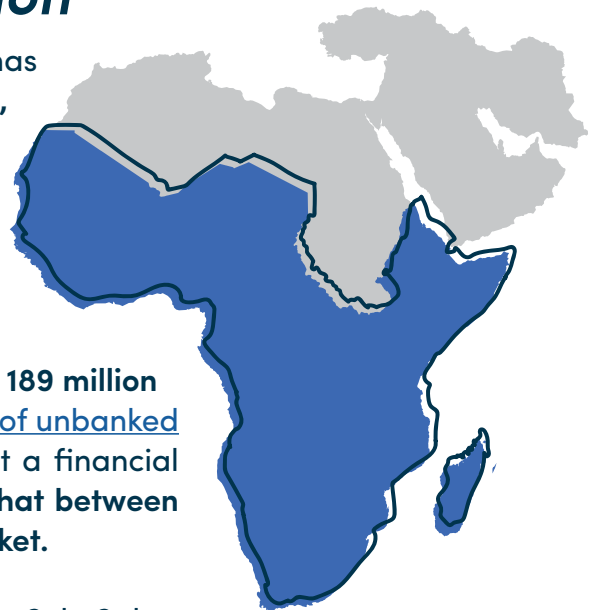 has
,
189 million
of unbanked
t a financial
hat between
ket.